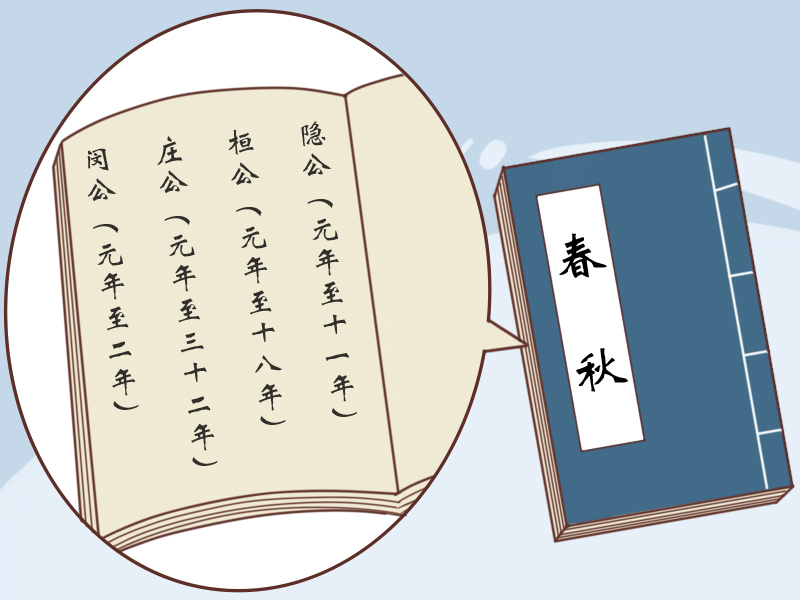 隐公（元年至十一年）
桓公（元年至十八年）
庄公（元年至三十二年）
闵公（元年至二年）
春秋